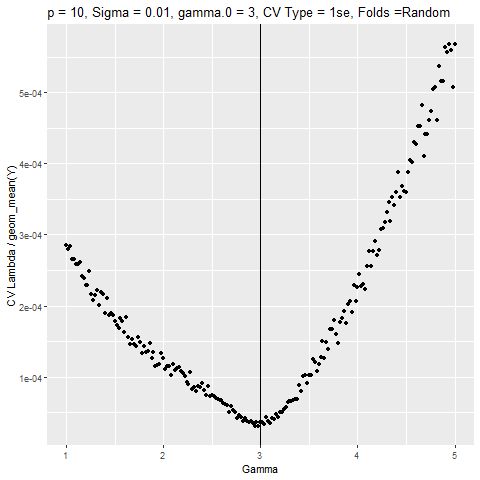 p = 10, Sigma = 0.01, gamma.0 = 3, CV Type = 1se, Folds =Random
CV Lambda / geom_mean(Y)
5e-04
4e-04
3e-04
2e-04
1e-04
1 2 3 4 5
Gamma